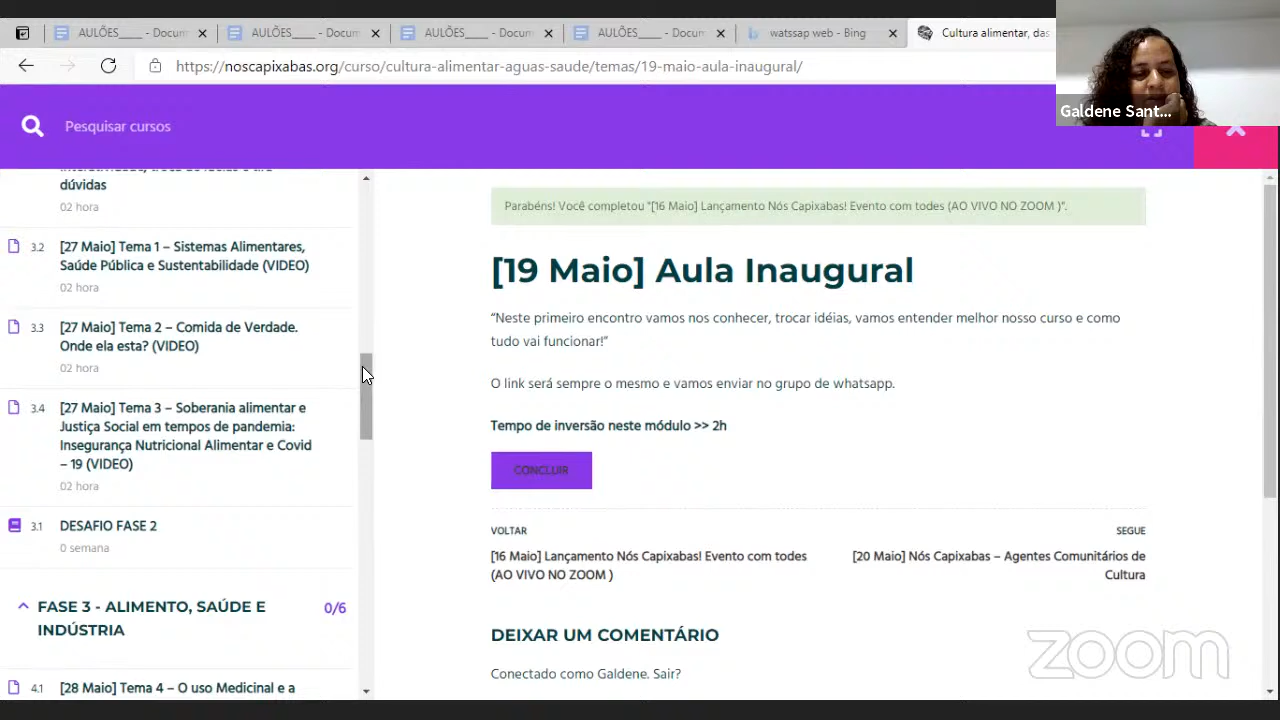 AULÕES____ - Docum
AULÕES____ - Docum
AULÕES____ - Docum
AULÕES____ - Docum
watssap web - Bing
Cultura alimentar, das
https://noscapixabas.org/curso/cultura-alimentar-aguas-saude/temas/19-maio-aula-inaugural/
Galdene Sant...
Pesquisar cursos
dúvidas
02 hora
3.2 [27 Maio] Tema 1 – Sistemas Alimentares,
Saúde Pública e Sustentabilidade (VIDEO)
02 hora
3.3 [27 Maio] Tema 2 – Comida de Verdade.
Onde ela esta? (VIDEO)
02 hora
3.4 [27 Maio] Tema 3 – Soberania alimentar e
Justiça Social em tempos de pandemia:
Insegurança Nutricional Alimentar e Covid
– 19 (VIDEO)
02 hora
3.1 DESAFIO FASE 2
0 semana
FASE 3 - ALIMENTO, SAÚDE E 0/6
INDÚSTRIA
4.1 [28 Maio] Tema 4 – O uso Medicinal e a
Parabéns! Você completou "[16 Maio] Lançamento Nós Capixabas! Evento com todes (AO VIVO NO ZOOM )".
[19 Maio] Aula Inaugural
“Neste primeiro encontro vamos nos conhecer, trocar idéias, vamos entender melhor nosso curso e como
tudo vai funcionar!”
O link será sempre o mesmo e vamos enviar no grupo de whatsapp.
Tempo de inversão neste módulo >> 2h
CONCLUIR
VOLTAR
[16 Maio] Lançamento Nós Capixabas! Evento com todes
(AO VIVO NO ZOOM )
SEGUE
[20 Maio] Nós Capixabas – Agentes Comunitários de
Cultura
DEIXAR UM COMENTÁRIO
Conectado como Galdene. Sair?
zoom